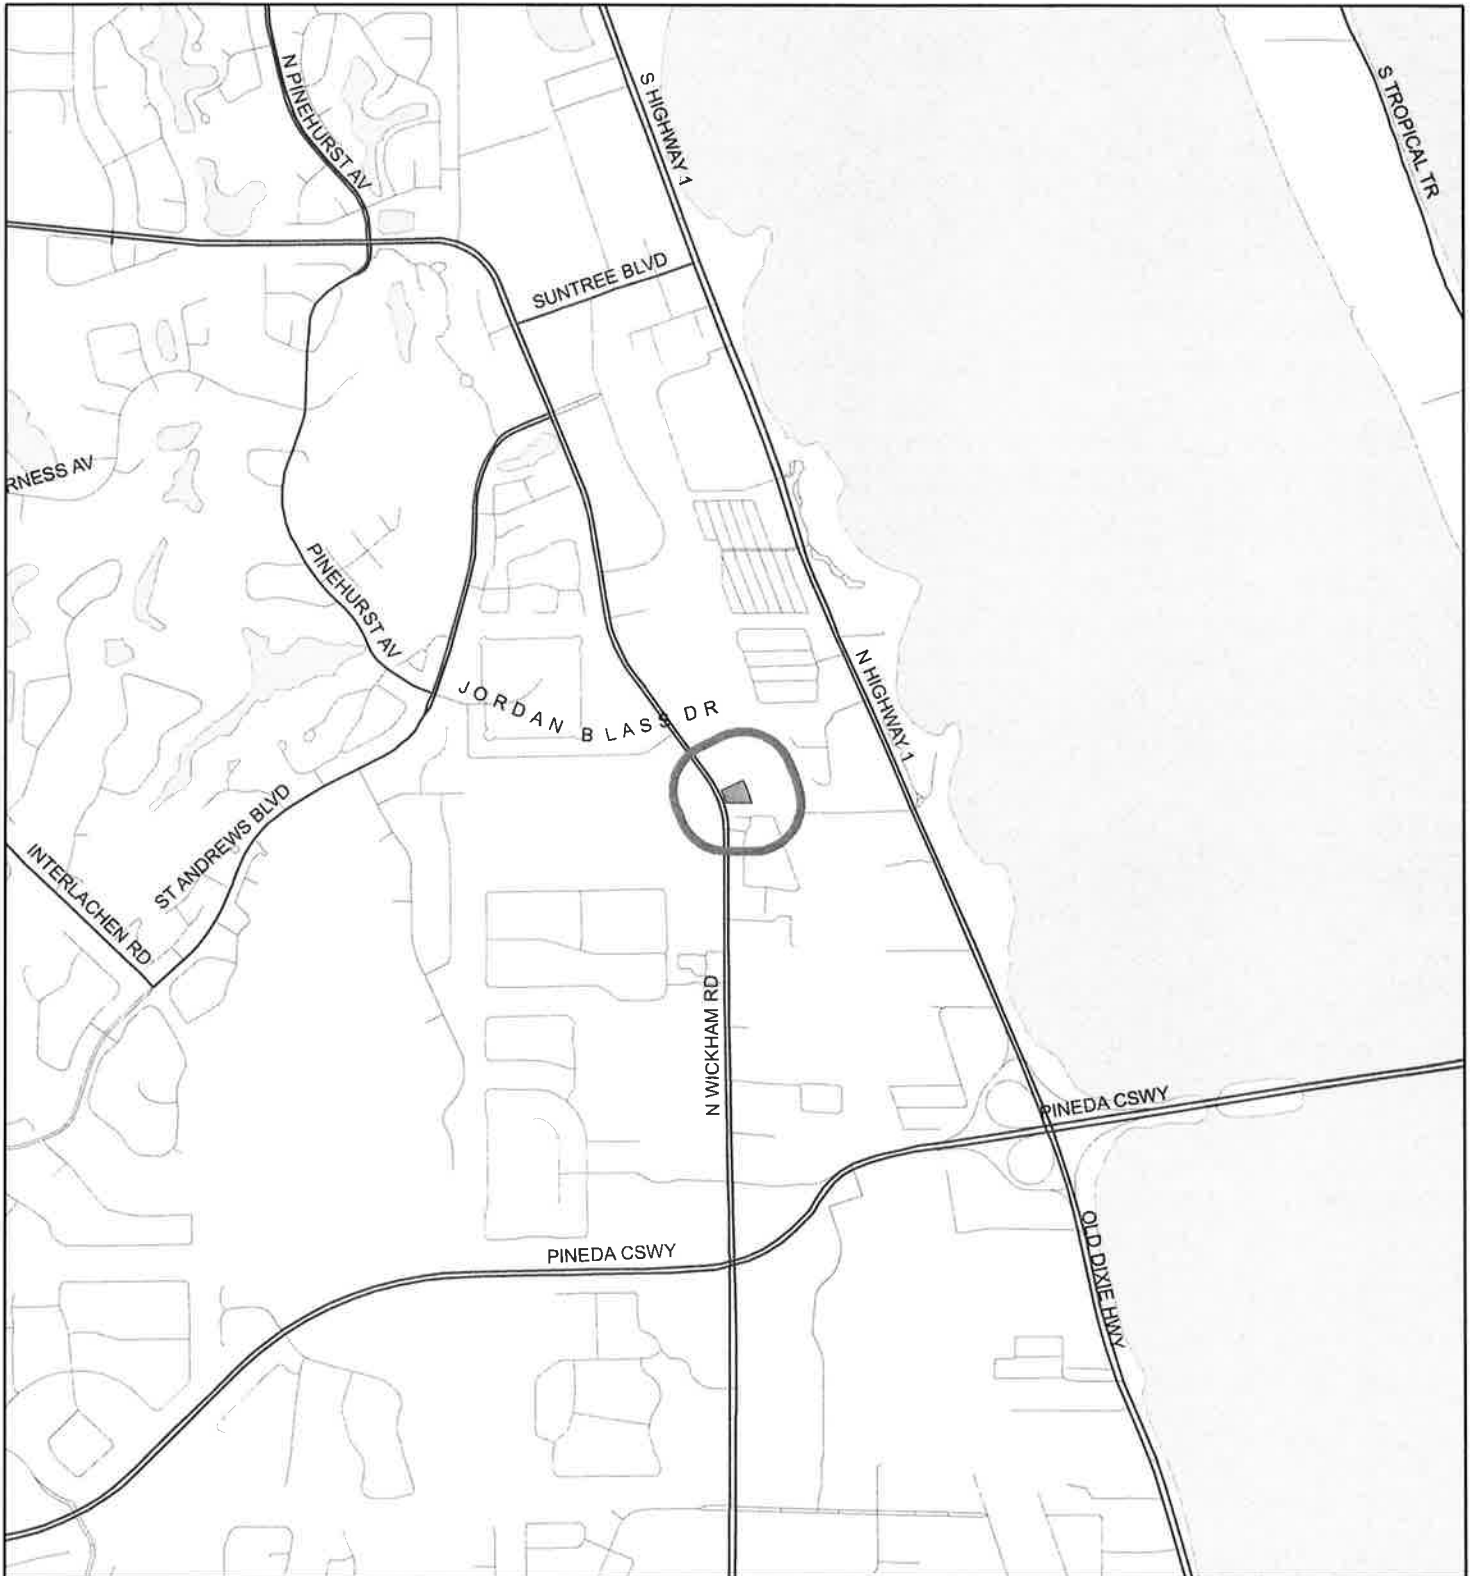 N PINEHURST AV
S HIGHWAY 1
S TROPICAL TR
SUNTREE BLVD
RNESS AV
PINEHURST AV
N HIGHWAY 1
JORDAN BLASS DR
ST ANDREWS BLVD
INTERLACHEN RD
N WICKHAM RD
PINEDA CSWY
PINEDA CSWY
OLD DIXIE HWY